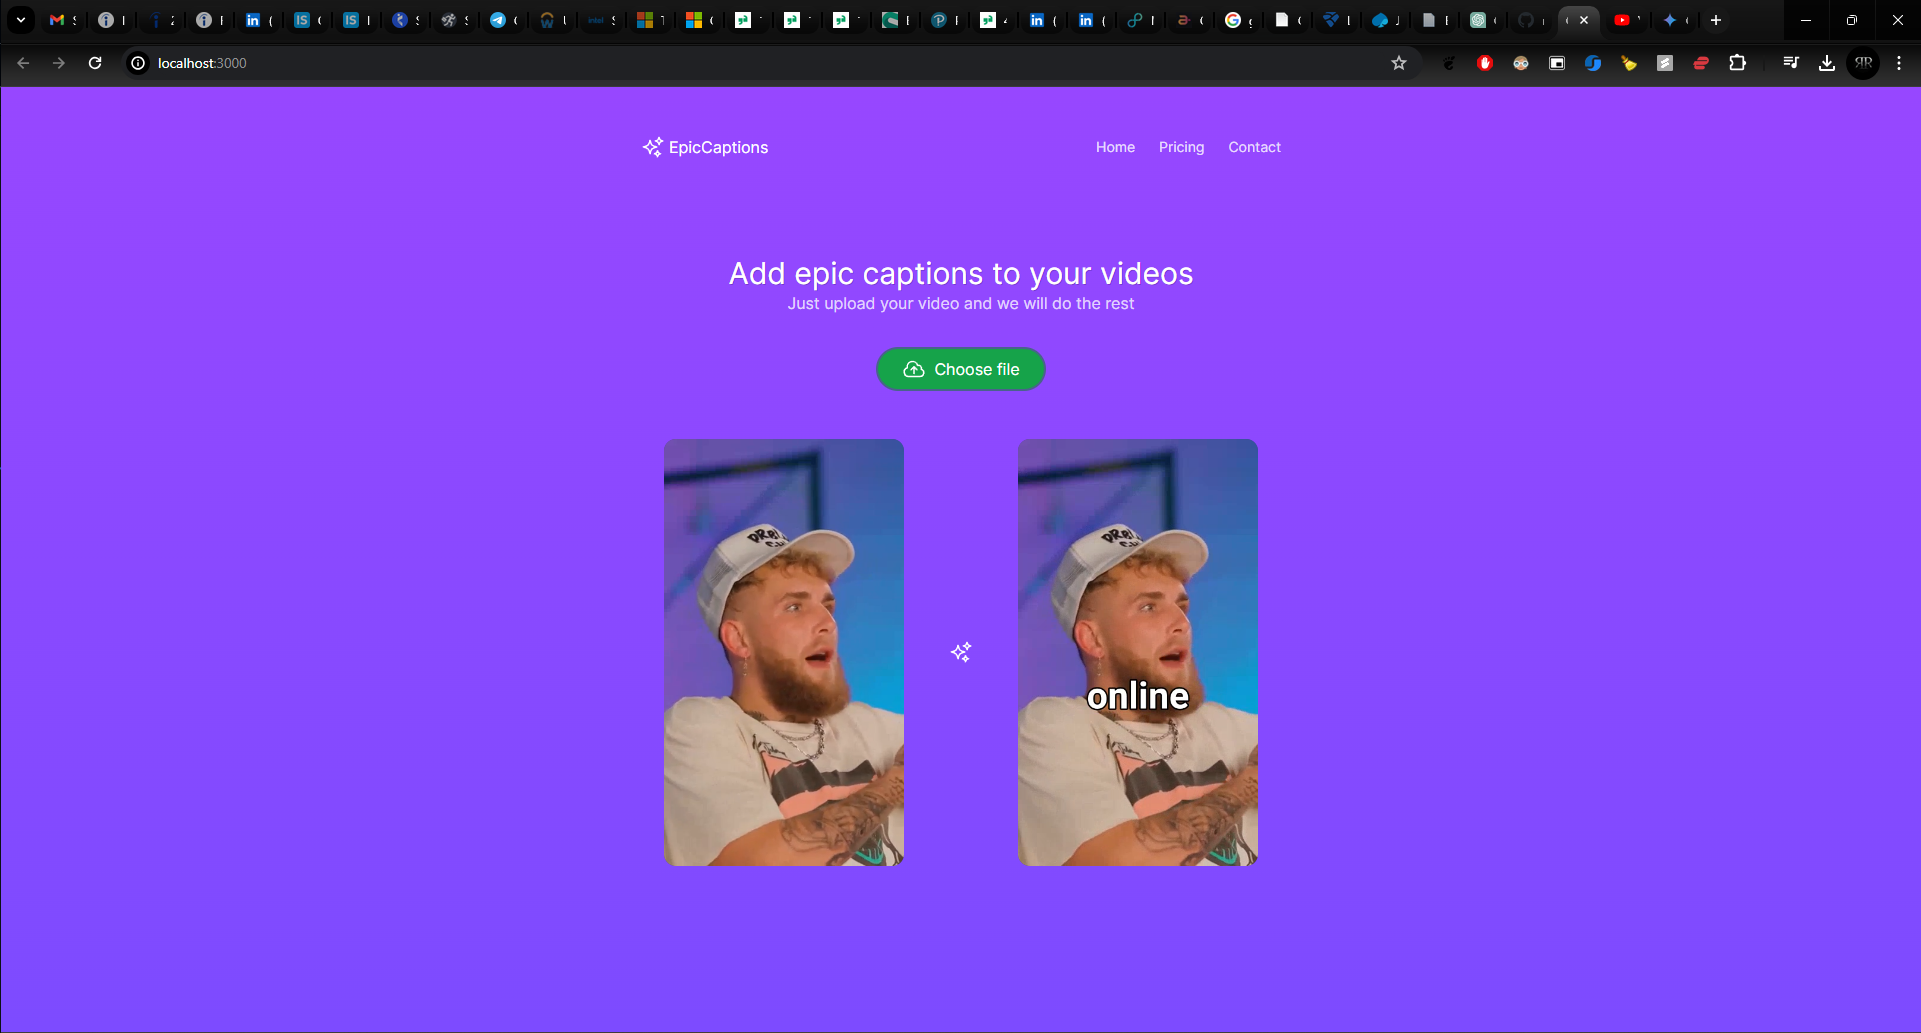 localhost:3000
EpicCaptions
Home Pricing Contact
Add epic captions to your videos
Just upload your video and we will do the rest
Choose file
online